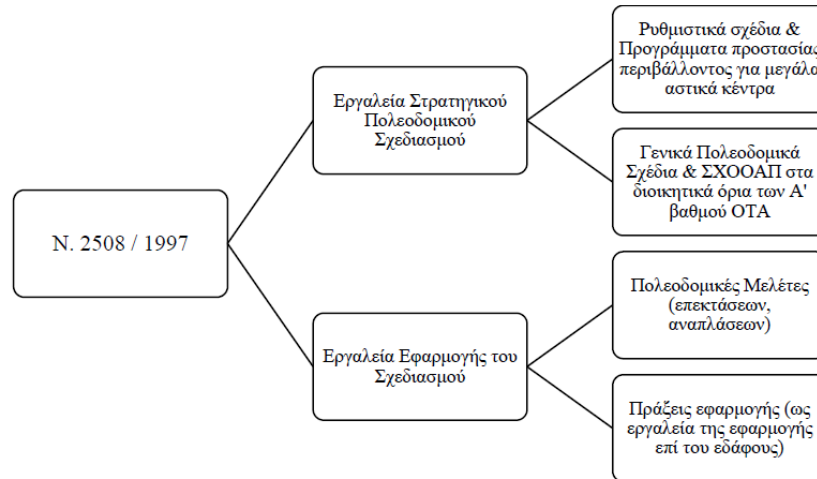 Ρυθμιστικά σχέδια &
Προγράμματα προστασίας
περιβάλλοντος για μεγάλα
αστικά κέντρα
Εργαλεία Στρατηγικού
Πολεοδομικού
Σχεδιασμού
Γενικά Πολεοδομικά
Σχέδια & ΣΧΟΟΑΠ στα
διοικητικά όρια των Α'
βαθμού ΟΤΑ
Ν. 2508 / 1997
Πολεοδομικές Μελέτες
(επεκτάσεων,
αναπλάσεων)
Εργαλεία Εφαρμογής του
Σχεδιασμού
Πράξεις εφαρμογής (ως
εργαλεία της εφαρμογής
επί του εδάφους)